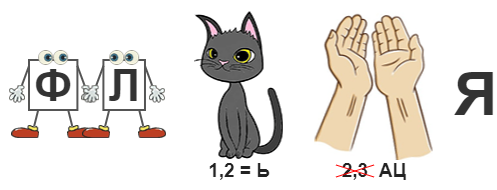 Ф Л Я
1,2 = Ь 2,3 АЦ